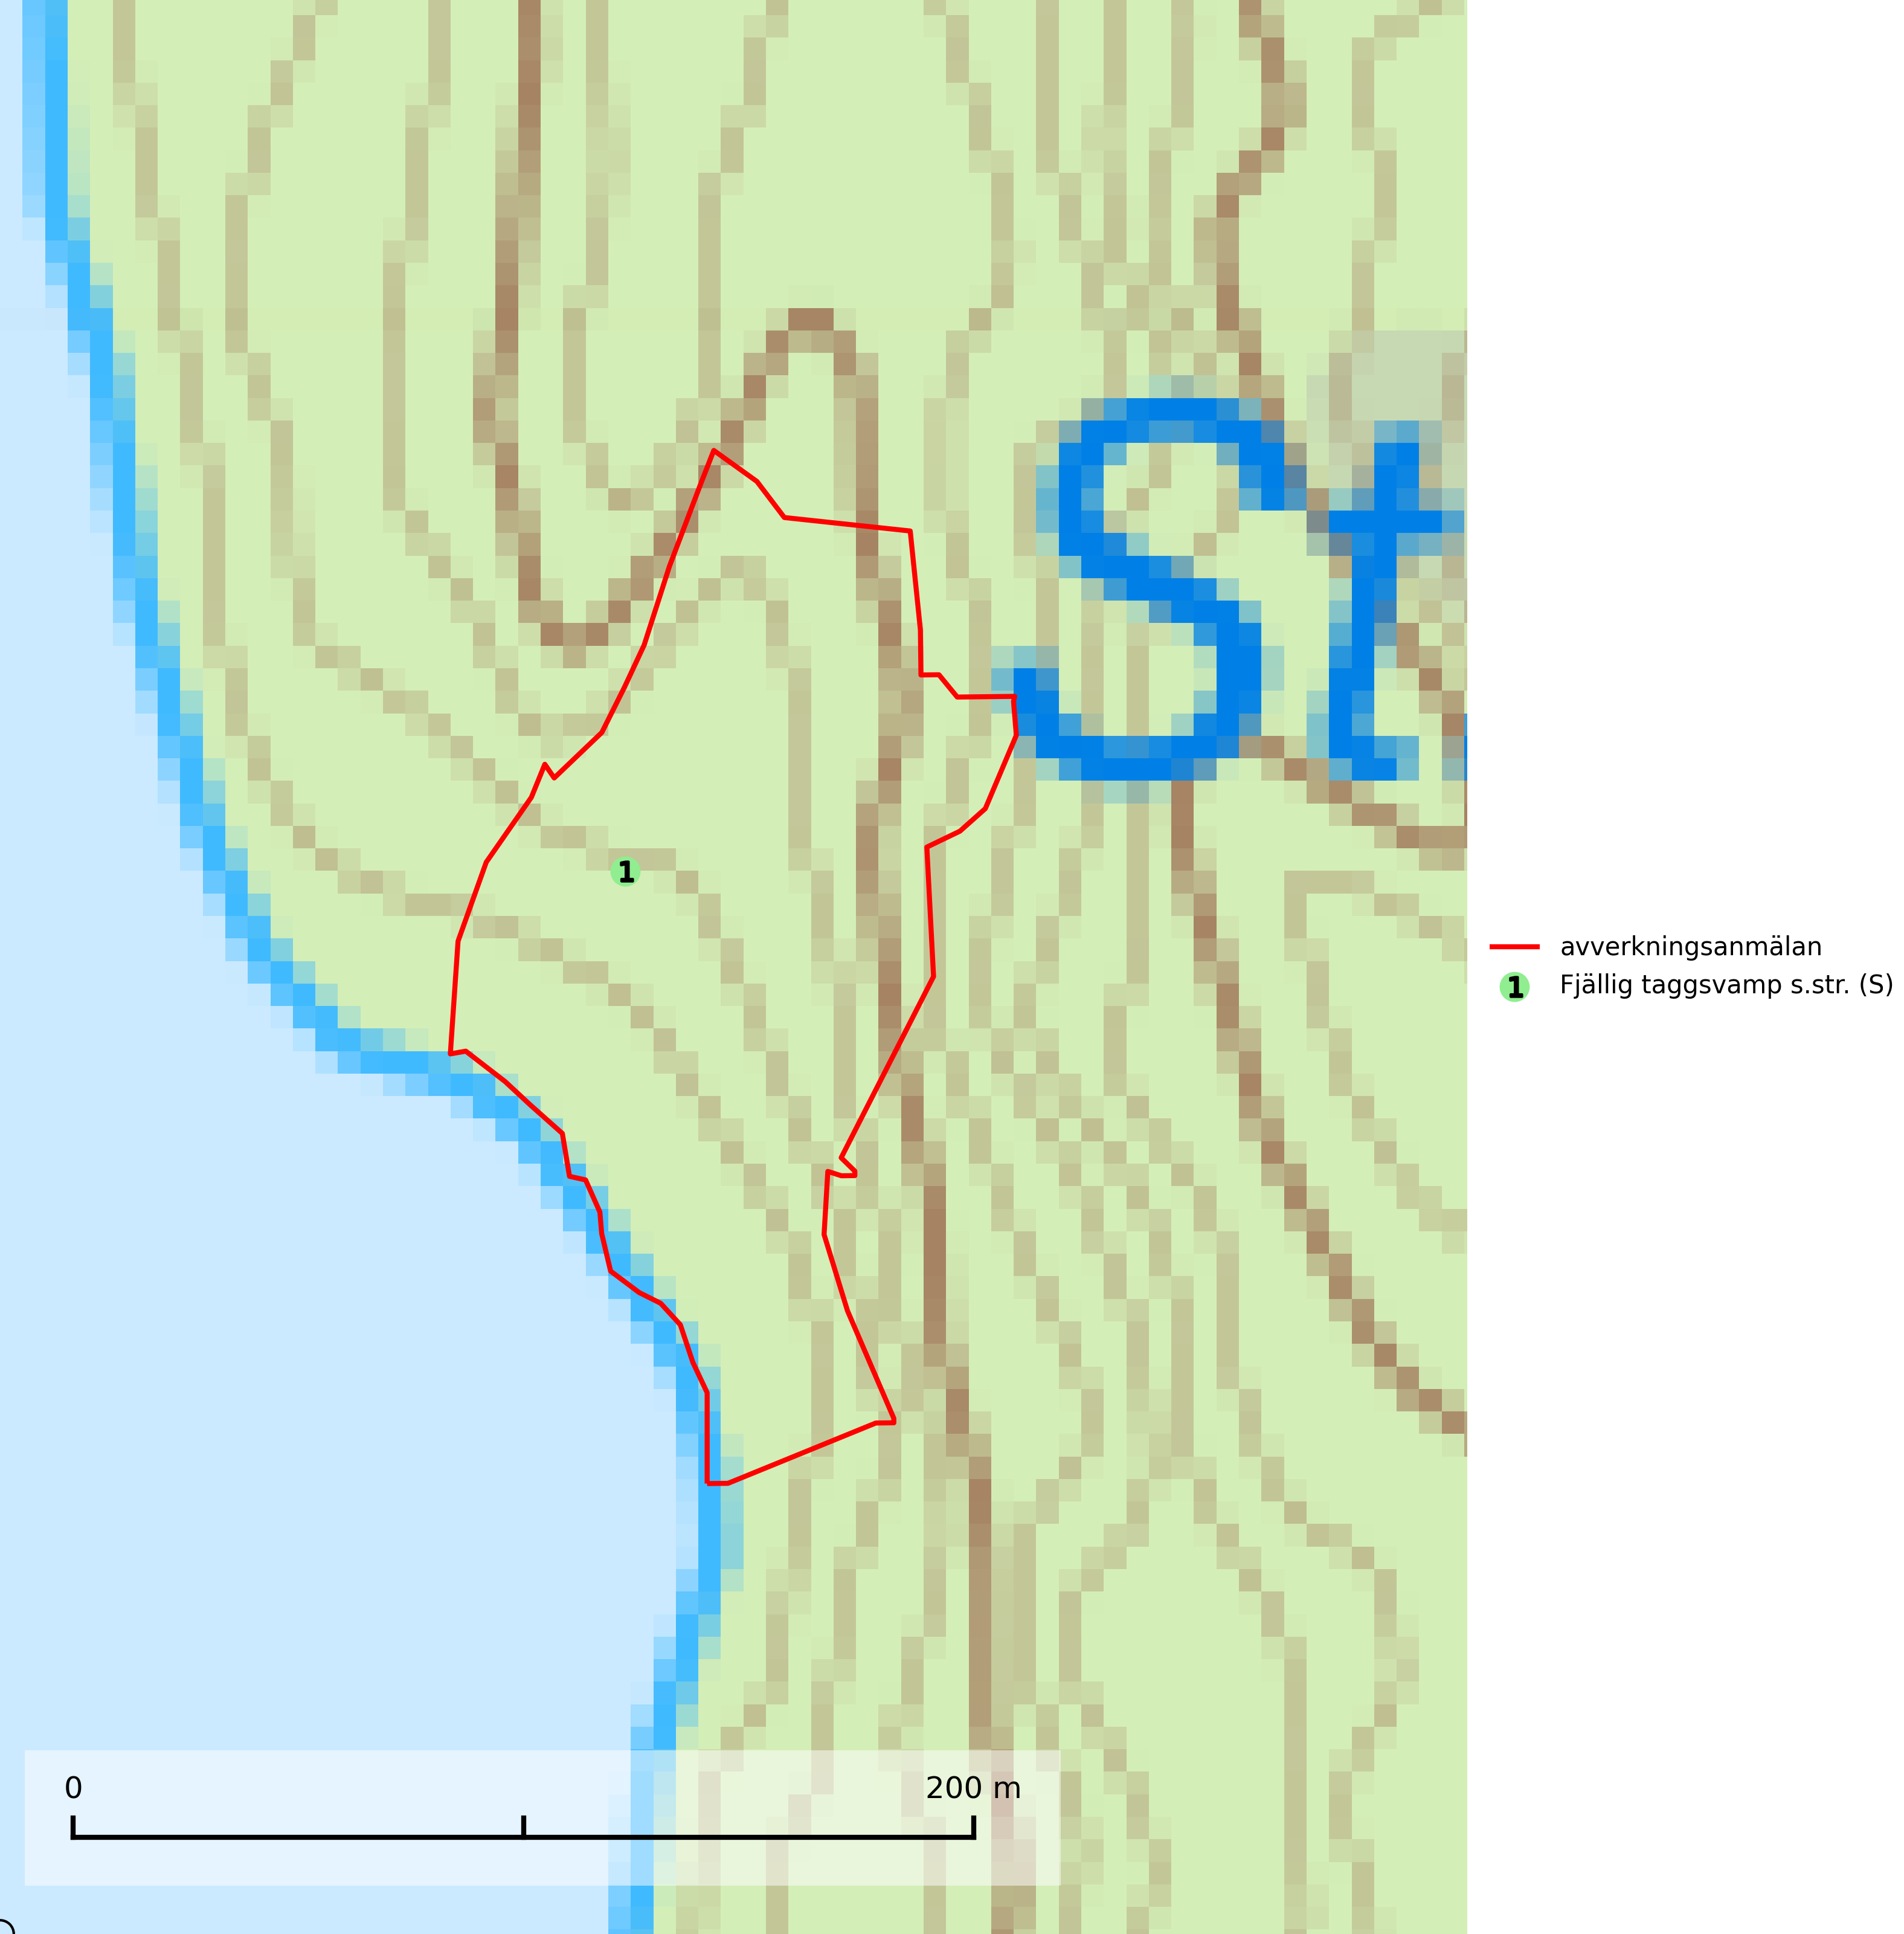 St
1
avverkningsanmälan
1 Fjällig taggsvamp s.str. (S)
0 200 m